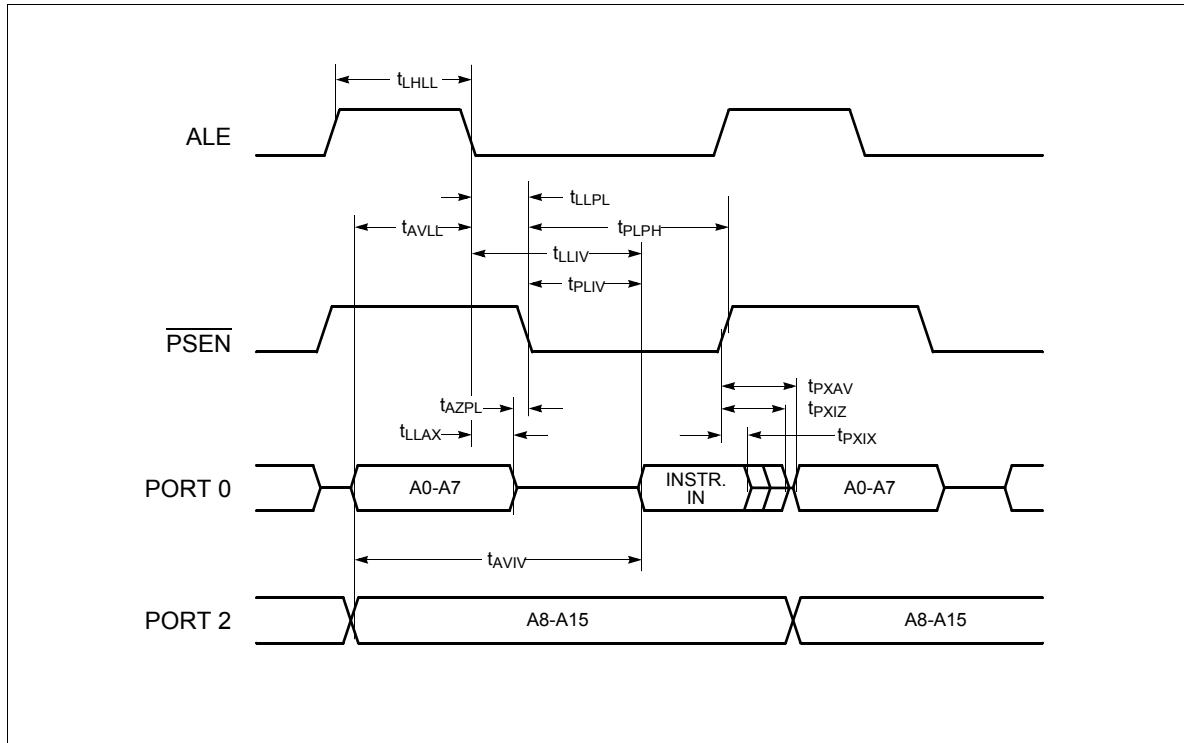 tLHLL
ALE
tLLPL
tAVLL
tPLPH
tLLIV
tPLIV
PSEN
tPXAV
tAZPL
tPXIZ
tLLAX
tPXIX
PORT 0
A0-A7
INSTR.
IN
A0-A7
tAVIV
PORT 2
A8-A15
A8-A15